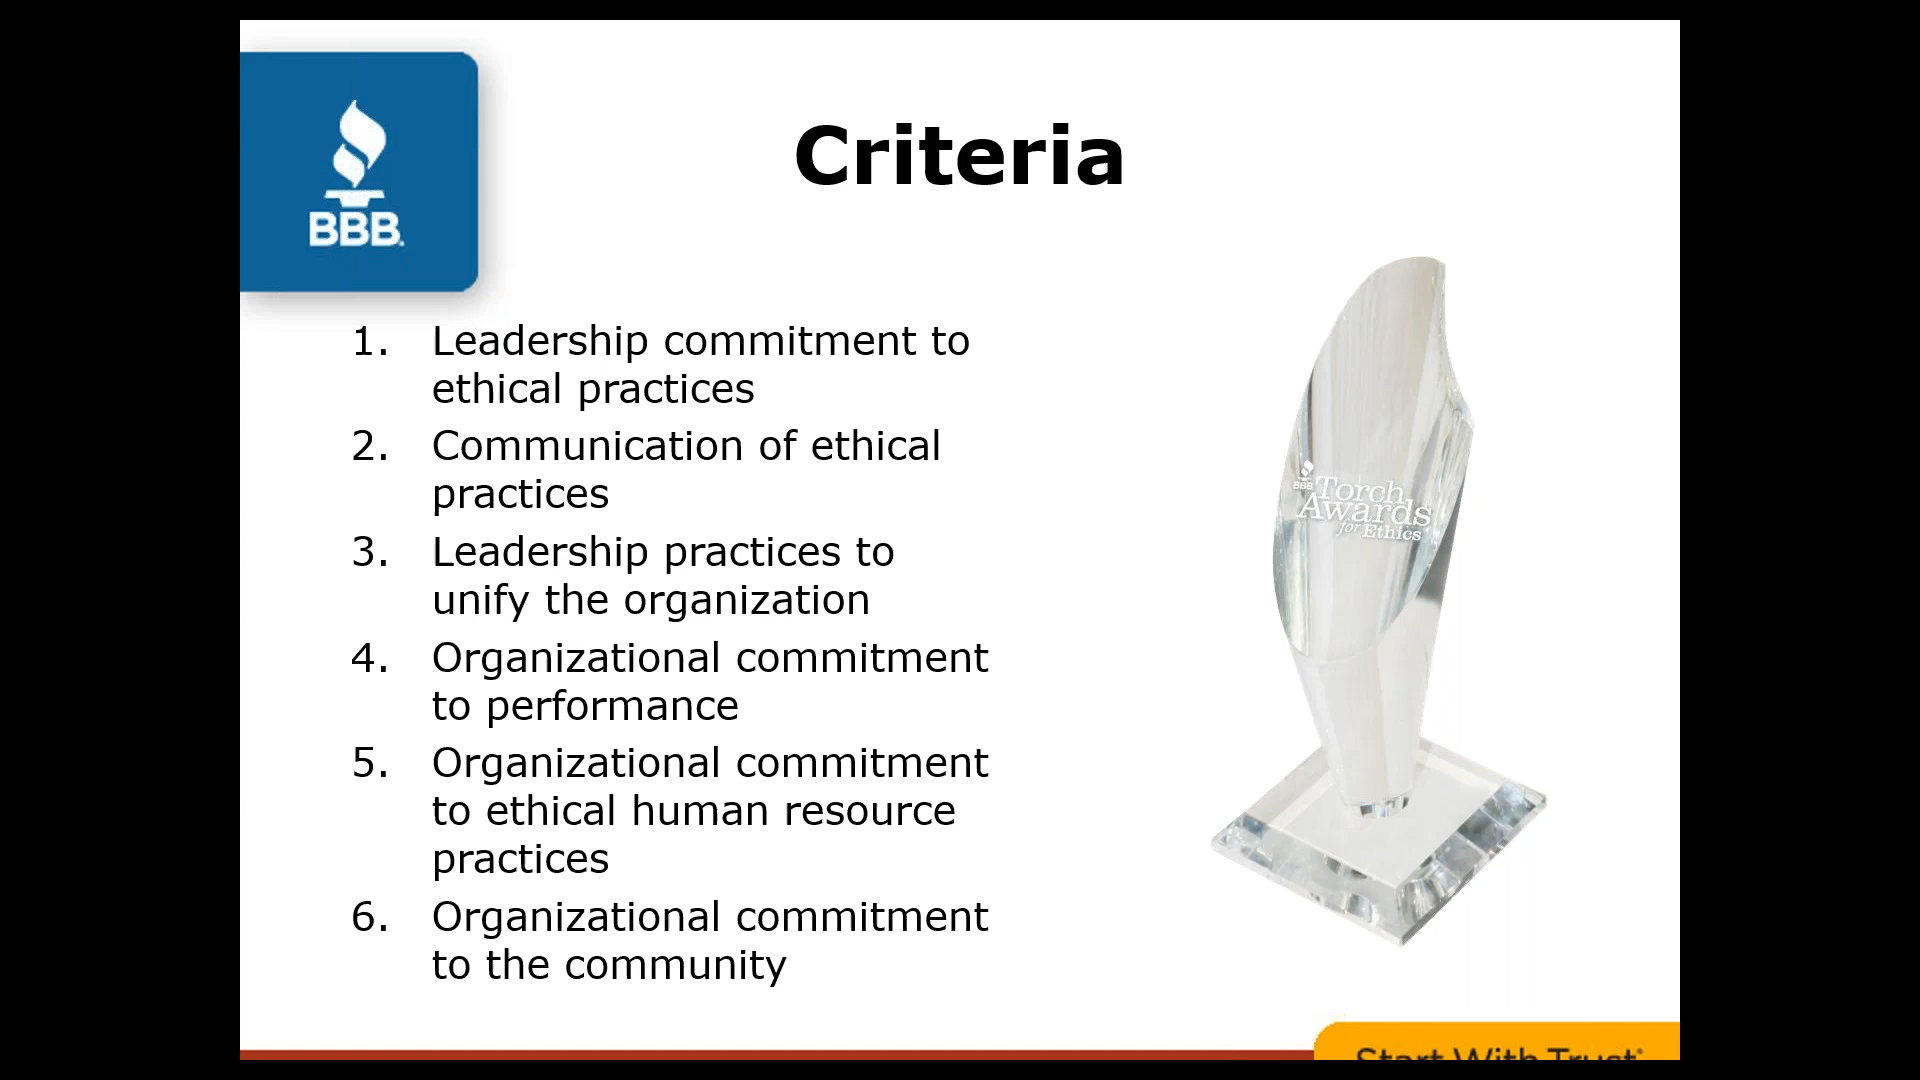 BBB.
Criteria
1. Leadership commitment to
ethical practices
2. Communication of ethical
practices
3. Leadership practices to
unify the organization
4. Organizational commitment
to performance
5. Organizational commitment
to ethical human resource
practices
6. Organizational commitment
to the community
BBB
Torch
Awards
for Ethics
Start With Trust